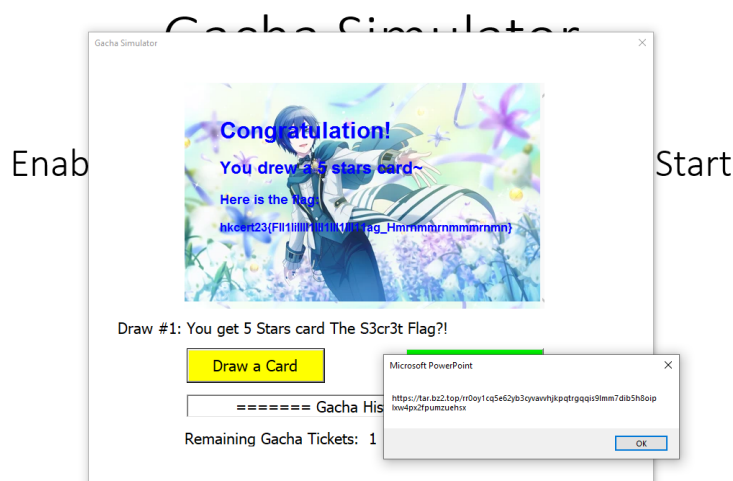 Gacha Simulator
Gacha Simulator
Congratulation!
You drew a 5 stars card~
Here is the flag:
Enab
Start
Draw #1: You get 5 Stars card The S3cr3t Flag?!
Draw a Card
Microsoft PowerPoint
======= Gacha His
Remaining Gacha Tickets: 1
OK